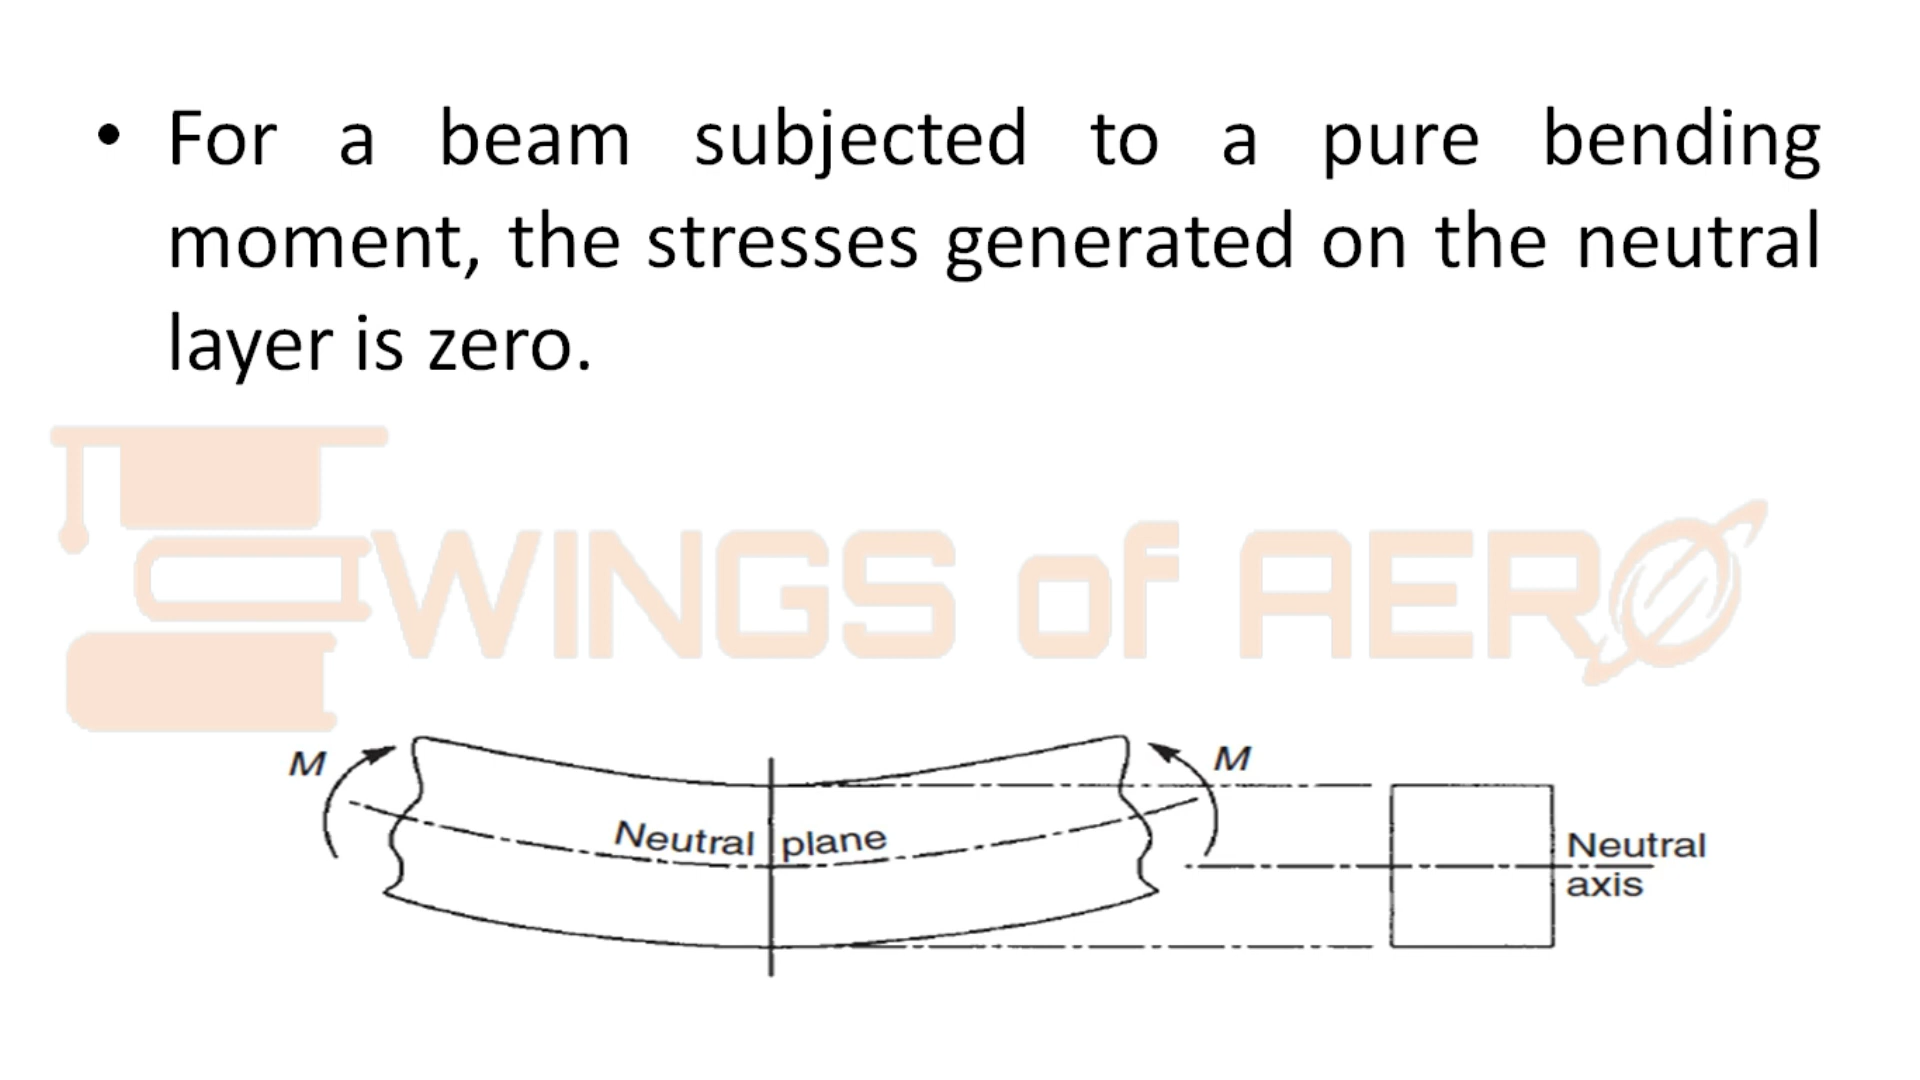 • For a beam subjected to a pure bending
moment, the stresses generated on the neutral
layer is zero.
WINGS of AERO
M
M
Neutral plane
Neutral
axis